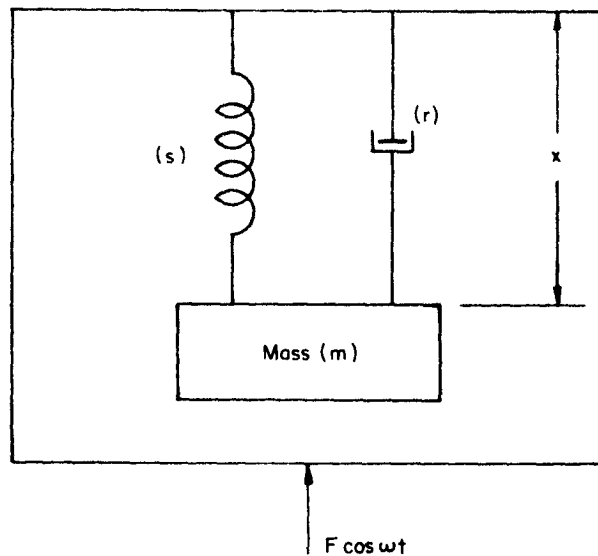 (r)
(s)
x
Mass (m)
F cos ωt